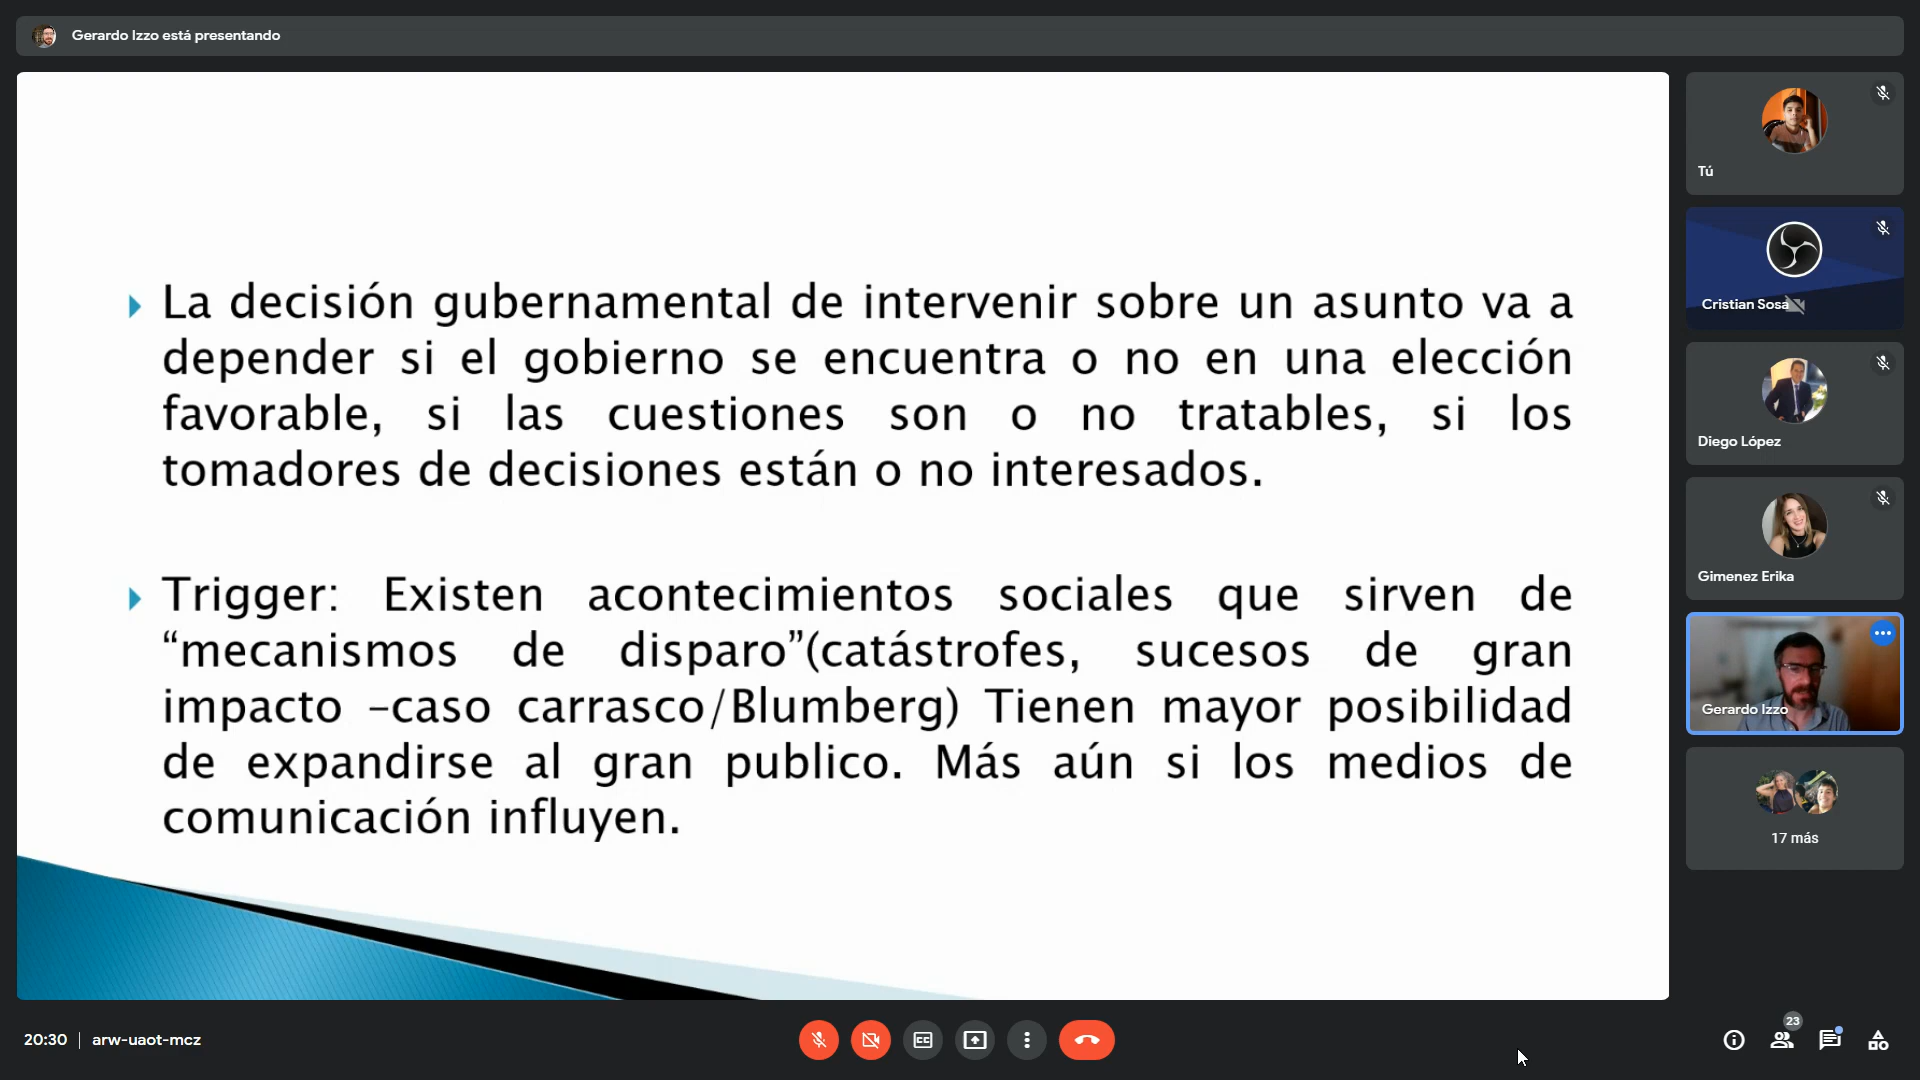 Gerardo Izzo está presentando
La decisión gubernamental de intervenir sobre un asunto va a
depender si el gobierno se encuentra o no en una elección
favorable, si las cuestiones son o no tratables, si los
tomadores de decisiones están o no interesados.
Trigger: Existen acontecimientos sociales que sirven de
“mecanismos de disparo”(catástrofes, sucesos de gran
impacto –caso carrasco/Blumberg) Tienen mayor posibilidad
de expandirse al gran publico. Más aún si los medios de
comunicación influyen.
Tú
Cristian Sosa
Diego López
Gimenez Erika
Gerardo Izzo
17 más
20:30 | arw-uaot-mcz
CC
23